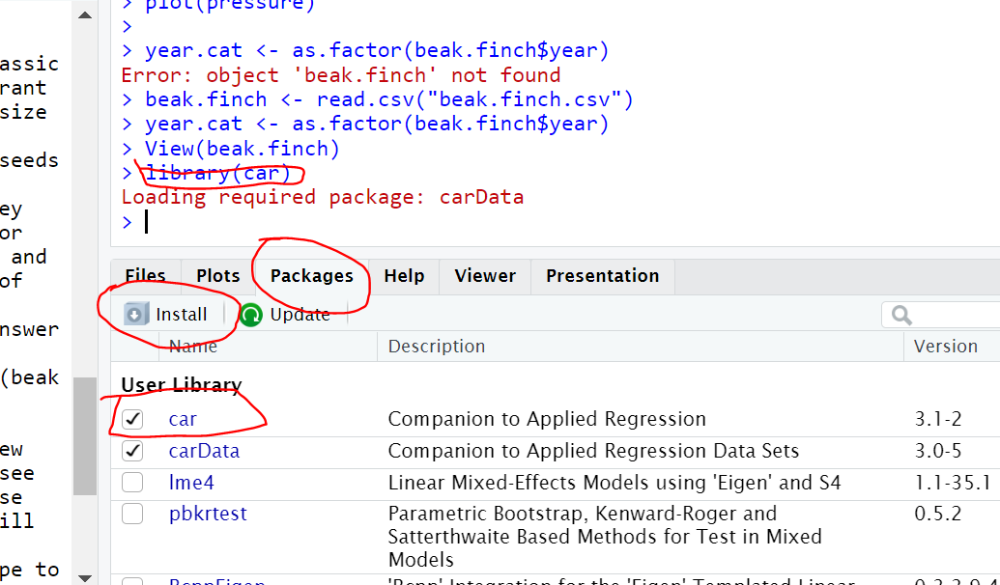 > plot(pressure)
>
> year.cat <- as.factor(beak.finch$year)
Error: object 'beak.finch' not found
> beak.finch <- read.csv("beak.finch.csv")
> year.cat <- as.factor(beak.finch$year)
> View(beak.finch)
> library(car)
Loading required package: carData
>
assic
rant
size
seeds
ey
or
and
of
nswer
(beak
ew
see
se
ill
pe to
Files Plots Packages Help Viewer Presentation
Install Update
Name Description Version
User Library
car Companion to Applied Regression 3.1-2
carData Companion to Applied Regression Data Sets 3.0-5
lme4 Linear Mixed-Effects Models using 'Eigen' and S4 1.1-35.1
pbkrtest Parametric Bootstrap, Kenward-Roger and 0.5.2
Satterthwaite Based Methods for Test in Mixed
Models
RcppEigen 'Rcpp' Integration for the 'Eigen' Templated Linear